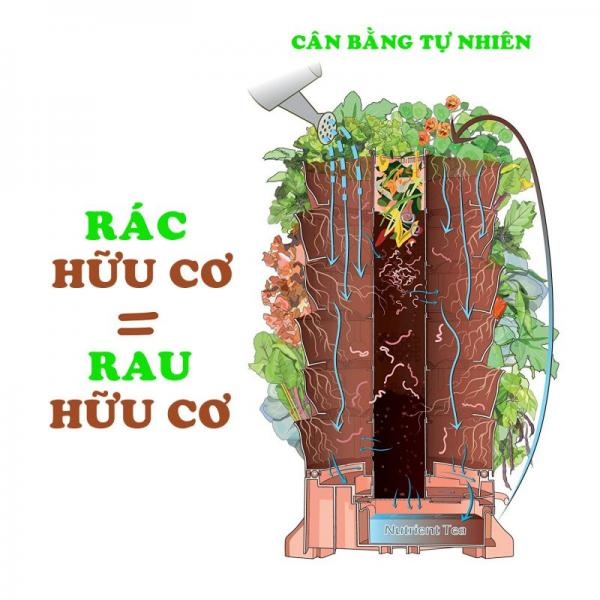 CÂN BẰNG TỰ NHIÊN
RÁC
HỮU CƠ
=
RAU
HỮU CƠ
Nutrient Tea